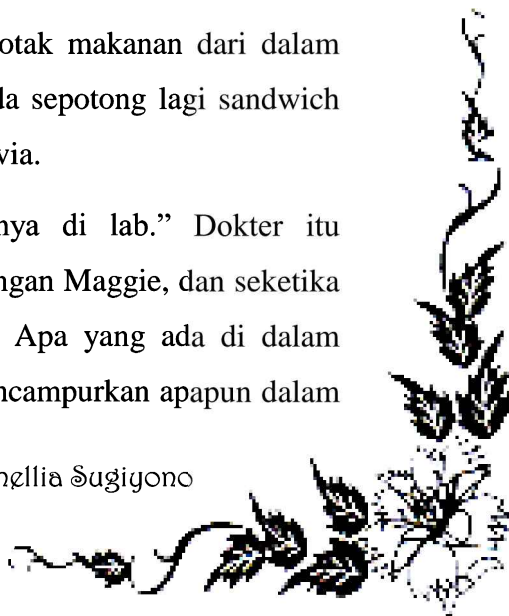 otak makanan dari dalam
da sepotong lagi sandwich
via.
nya di lab.” Dokter itu
ngan Maggie, dan seketika
Apa yang ada di dalam
ncampurkan apapun dalam
nellia Sugiyono